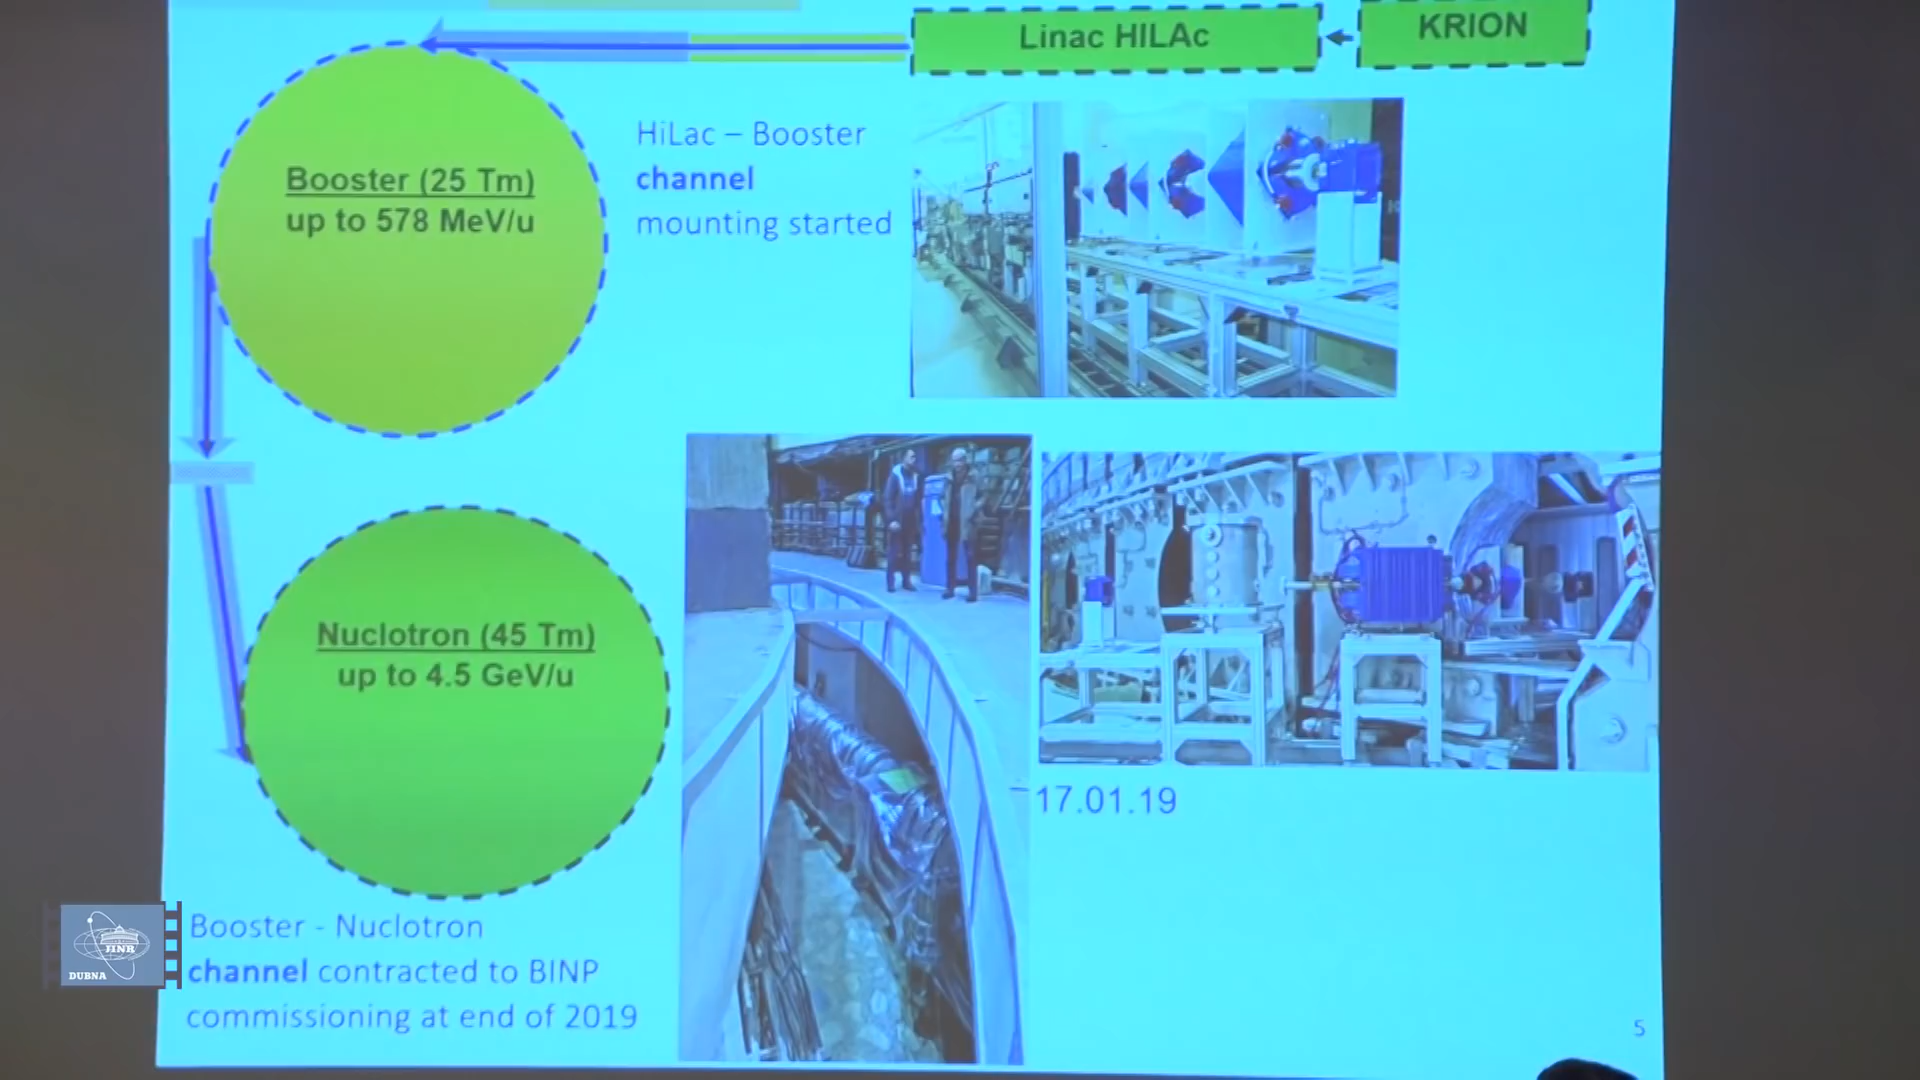 Linac HILAc
KRION
Booster (25 Tm)
up to 578 MeV/u
HiLac – Booster
channel
mounting started
Nuclotron (45 Tm)
up to 4.5 GeV/u
17.01.19
Booster - Nuclotron
channel contracted to BINP
commissioning at end of 2019
5
JINR
DUBNA